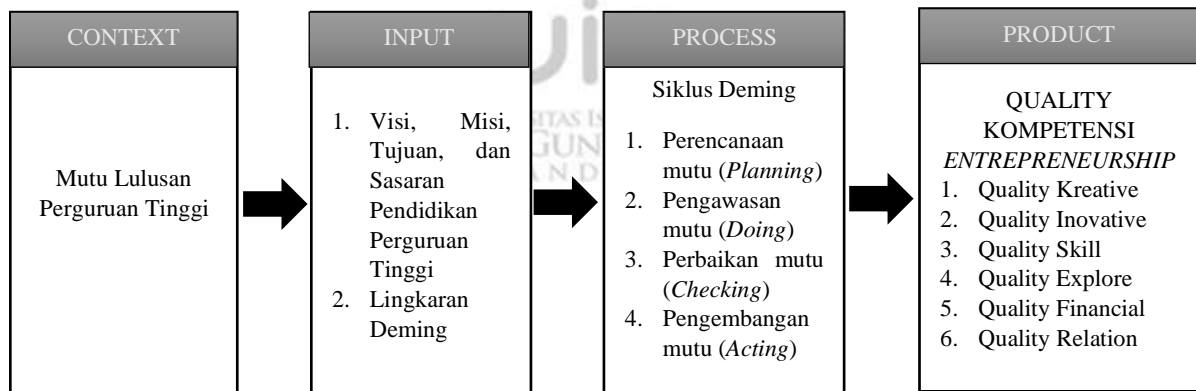 CONTEXT
Mutu Lulusan
Perguruan Tinggi
INPUT
1. Visi, Misi,
Tujuan, dan
Sasaran
Pendidikan
Perguruan
Tinggi
2. Lingkaran
Deming
PROCESS
Siklus Deming
1. Perencanaan
mutu (Planning)
2. Pengawasan
mutu (Doing)
3. Perbaikan mutu
(Checking)
4. Pengembangan
mutu (Acting)
PRODUCT
QUALITY
KOMPETENSI
ENTREPRENEURSHIP
1. Quality Kreative
2. Quality Inovative
3. Quality Skill
4. Quality Explore
5. Quality Financial
6. Quality Relation